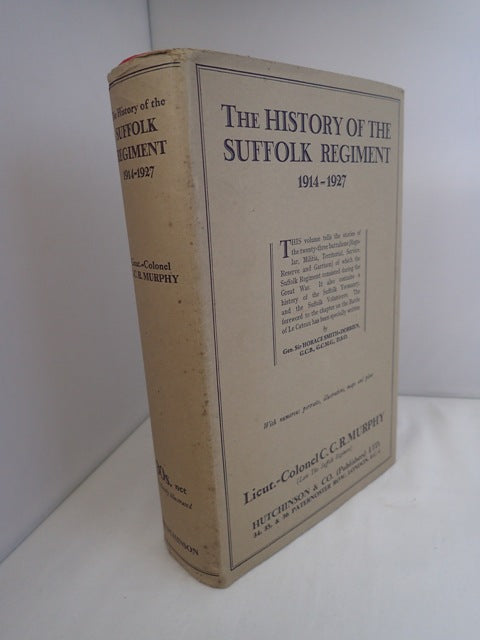 The History of the
SUFFOLK
REGIMENT
1914-1927
Lieut.-Colonel
C.C.R. MURPHY
net
HUTCHINSON
THE HISTORY OF THE
SUFFOLK REGIMENT
1914-1927
THIS volume tells the stories of
the twenty-three battalions (Regu-
lar, Militia, Territorial, Service,
Reserve and Garrison) of which the
Suffolk Regiment consisted during the
Great War. It also contains a
history of the Suffolk Yeomanry,
and the Suffolk Volunteers. The
foreword to the chapter on the Battle
of Le Cateau has been specially written
by
Gen. Sir HORACE SMITH-DORRIEN,
G.C.B., G.C.M.G., D.S.O.
With numerous portraits, illustrations, maps and plans
Lieut.-Colonel C. C. R. MURPHY
(Late The Suffolk Regiment)
HUTCHINSON & CO. (Publishers) LTD.
34, 35, & 36 PATERNOSTER ROW, LONDON, E.C. 4